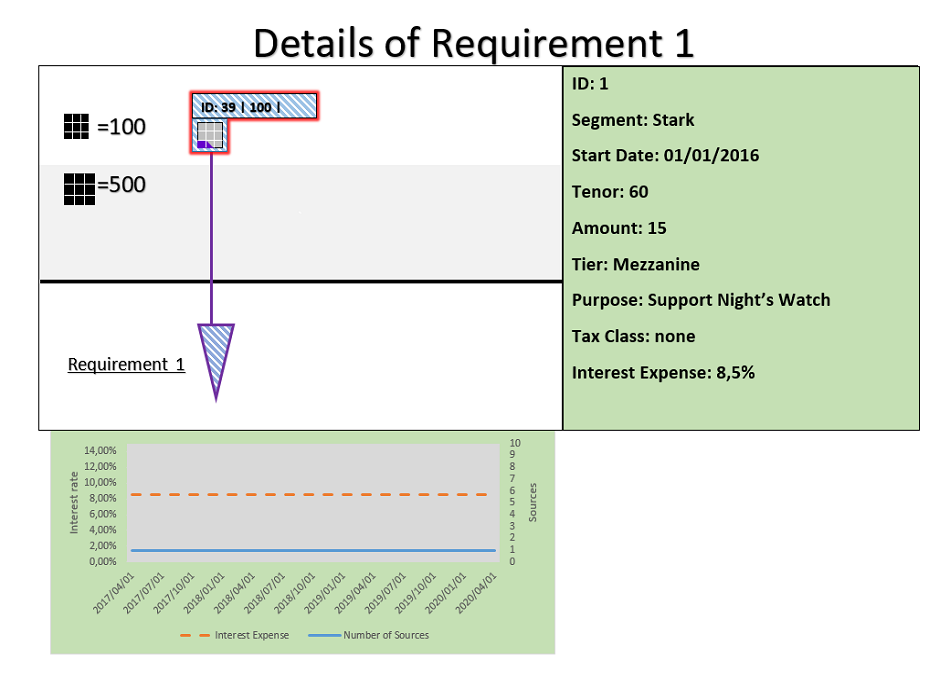 Details of Requirement 1
=100
ID: 39 | 100 |
=500
Requirement 1
ID: 1
Segment: Stark
Start Date: 01/01/2016
Tenor: 60
Amount: 15
Tier: Mezzanine
Purpose: Support Night's Watch
Tax Class: none
Interest Expense: 8,5%
Interest rate
14,00%
12,00%
10,00%
8,00%
6,00%
4,00%
2,00%
0,00%
10
9
8
7
6
5
4
3
2
1
0
Sources
2017/04/01
2017/07/01
2017/10/01
2018/01/01
2018/04/01
2018/07/01
2018/10/01
2019/01/01
2019/04/01
2019/07/01
2019/10/01
2020/01/01
2020/04/01
Interest Expense
Number of Sources